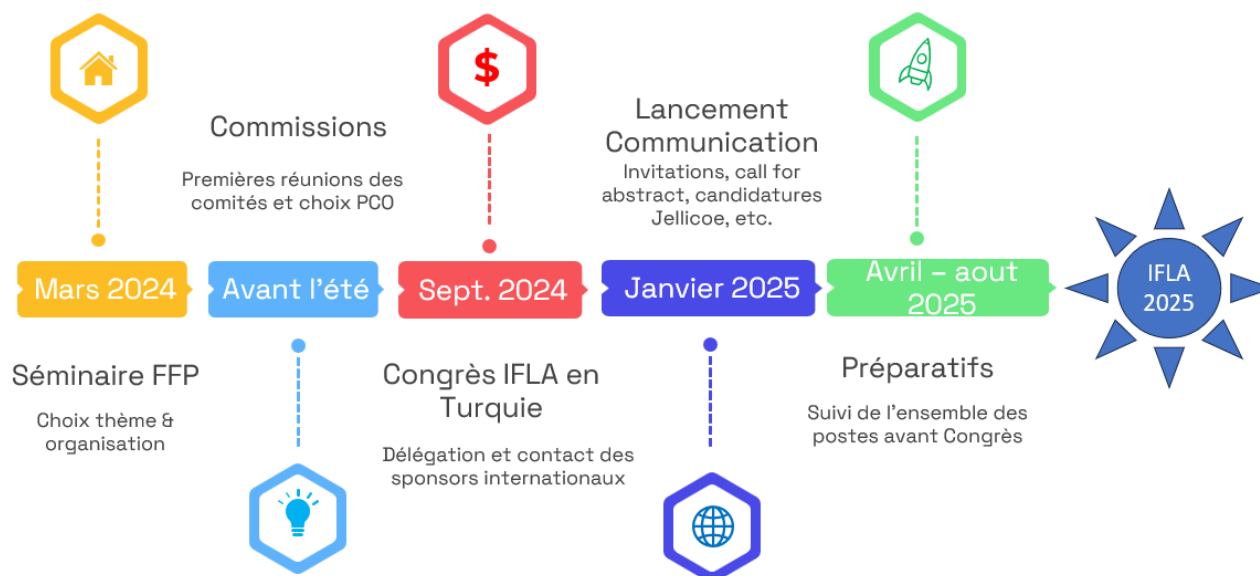 $
Commissions
Premières réunions des
comités et choix PCO
Lancement
Communication
Invitations, call for
abstract, candidatures
Jellicoe, etc.
Mars 2024
Avant l'été
Sept. 2024
Janvier 2025
Avril – aout
2025
IFLA
2025
Séminaire FFP
Choix thème &
organisation
Congrès IFLA en
Turquie
Délégation et contact des
sponsors internationaux
Préparatifs
Suivi de l'ensemble des
postes avant Congrès